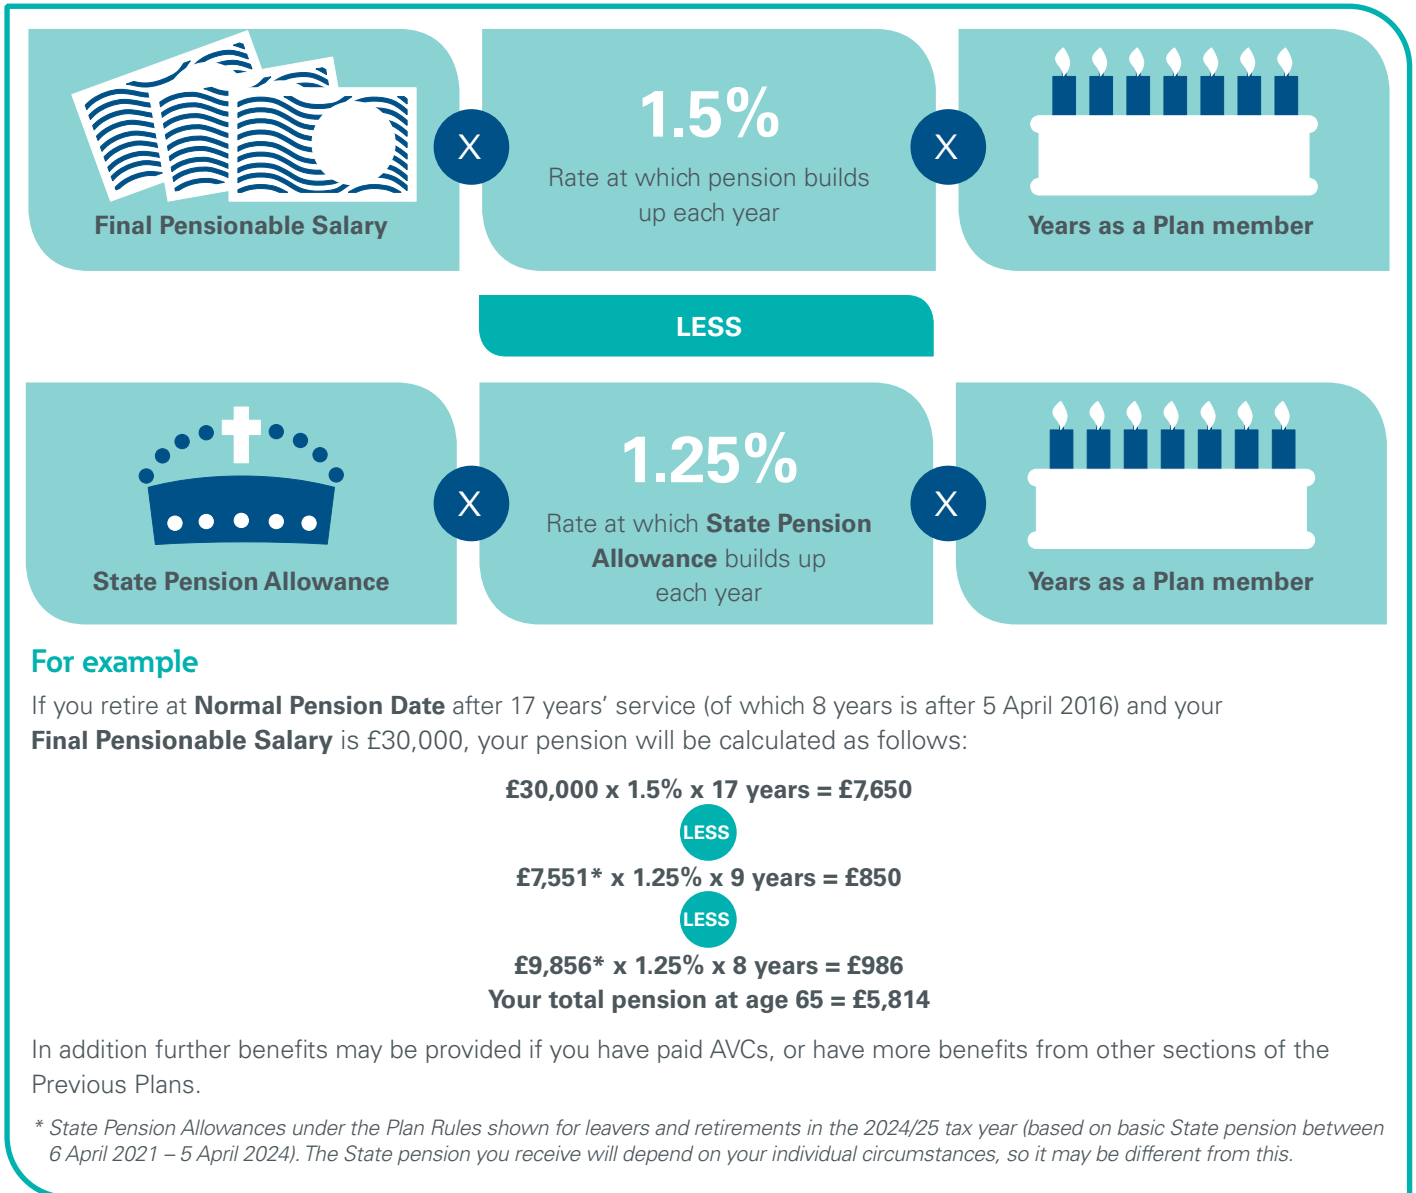 Final Pensionable Salary
X
1.5%
Rate at which pension builds
up each year
X
Years as a Plan member
LESS
State Pension Allowance
X
1.25%
Rate at which State Pension
Allowance builds up
each year
X
Years as a Plan member
For example
If you retire at Normal Pension Date after 17 years’ service (of which 8 years is after 5 April 2016) and your
Final Pensionable Salary is £30,000, your pension will be calculated as follows:
£30,000 x 1.5% x 17 years = £7,650
LESS
£7,551* x 1.25% x 9 years = £850
LESS
£9,856* x 1.25% x 8 years = £986
Your total pension at age 65 = £5,814
In addition further benefits may be provided if you have paid AVCs, or have more benefits from other sections of the
Previous Plans.
* State Pension Allowances under the Plan Rules shown for leavers and retirements in the 2024/25 tax year (based on basic State pension between
6 April 2021 – 5 April 2024). The State pension you receive will depend on your individual circumstances, so it may be different from this.